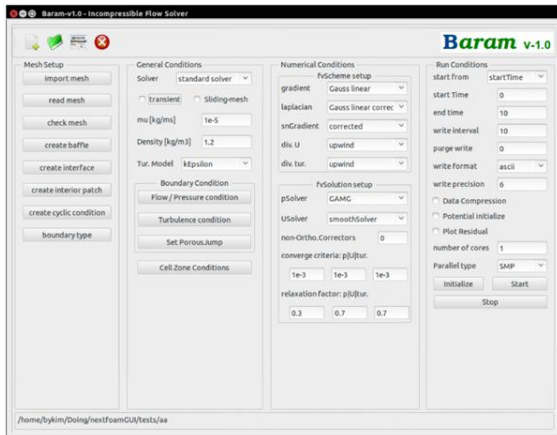 Baram-v1.0 - Incompressible Flow Solver
Baram v-1.0
Mesh Setup
import mesh
read mesh
check mesh
create baffle
create interface
create interior patch
create cyclic condition
boundary type
General Conditions
Solver standard solver
transient Sliding-mesh
mu [kg/ms] 1e-5
Density [kg/m3] 1.2
Tur. Model kEpsilon
Boundary Condition
Flow / Pressure condition
Turbulence condition
Set PorousJump
Cell Zone Conditions
Numerical Conditions
fvScheme setup
gradient Gauss linear
laplacian Gauss linear correc
snGradient corrected
div. U upwind
div. tur. upwind
fvSolution setup
pSolver GAMG
USolver smoothSolver
non-Ortho.Correctors 0
converge criteria: p|U|tur.
1e-3 1e-3 1e-3
relaxation factor: p|U|tur.
0.3 0.7 0.7
Run Conditions
start from startTime
start Time 0
end time 10
write interval 10
purge write 0
write format ascii
write precision 6
Data Compression
Potential initialize
Plot Residual
number of cores 1
Parallel type SMP
Initialize Start
Stop
/home/bykim/Doing/nextfoamGUI/tests/aa